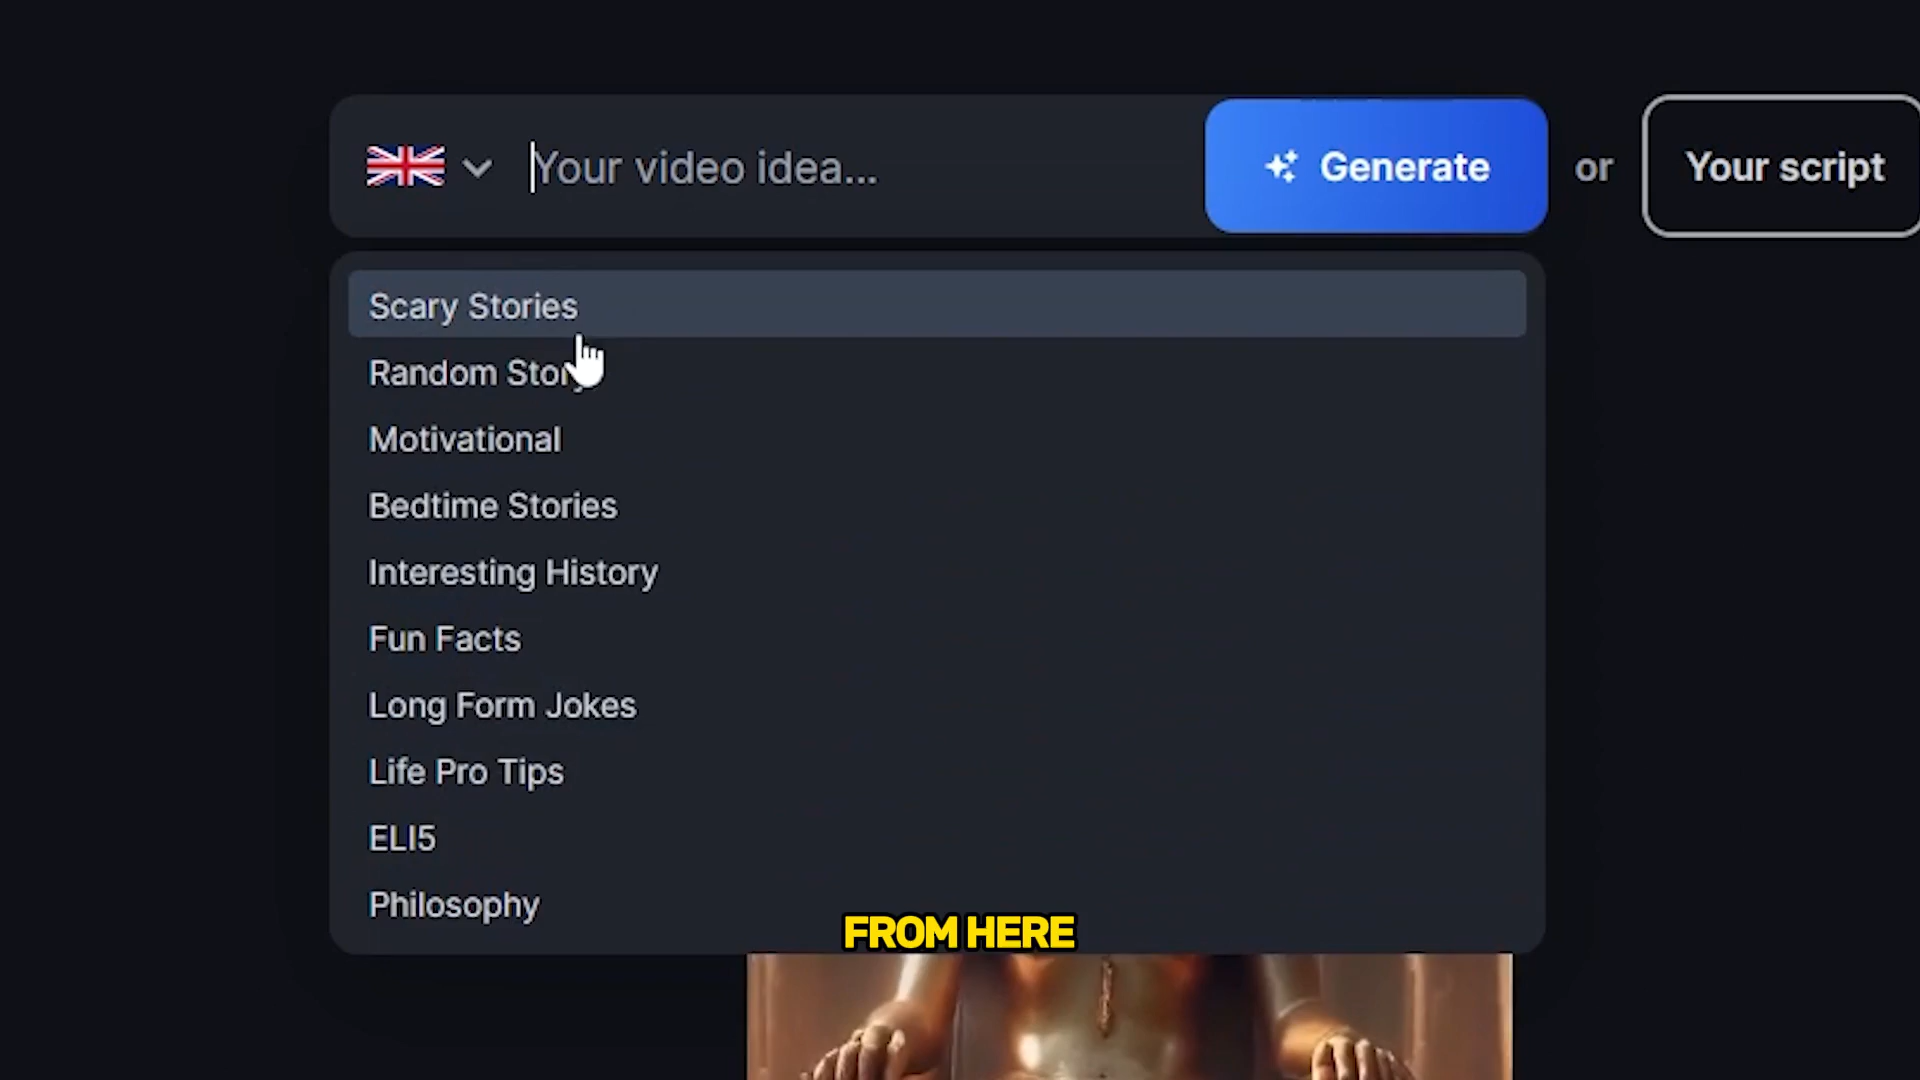 Your video idea...
Generate
or
Your script
Scary Stories
Random Story
Motivational
Bedtime Stories
Interesting History
Fun Facts
Long Form Jokes
Life Pro Tips
ELI5
Philosophy
FROM HERE